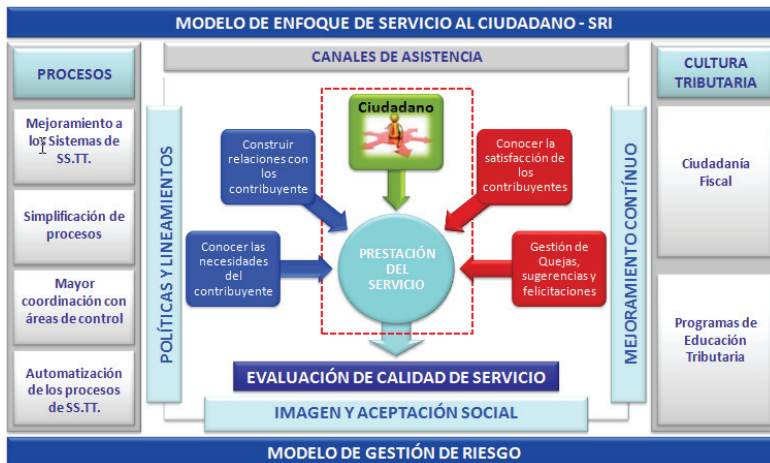 MODELO DE ENFOQUE DE SERVICIO AL CIUDADANO - SRI
PROCESOS
Mejoramiento a
los Sistemas de
SS.TT.
Simplificación de
procesos
Mayor
coordinación con
áreas de control
Automatización
de los procesos
de SS.TT.
POLÍTICAS Y LINEAMIENTOS
CANALES DE ASISTENCIA
Ciudadano
Construir
relaciones con
los
contribuyente
Conocer las
necesidades
del
contribuyente
Conocer la
satisfacción de
los
contribuyentes
Gestión de
Quejas,
sugerencias y
felicitaciones
PRESTACIÓN
DEL
SERVICIO
EVALUACIÓN DE CALIDAD DE SERVICIO
IMAGEN Y ACEPTACIÓN SOCIAL
MEJORAMIENTO CONTÍNUO
CULTURA
TRIBUTARIA
Ciudadanía
Fiscal
Programas de
Educación
Tributaria
MODELO DE GESTIÓN DE RIESGO